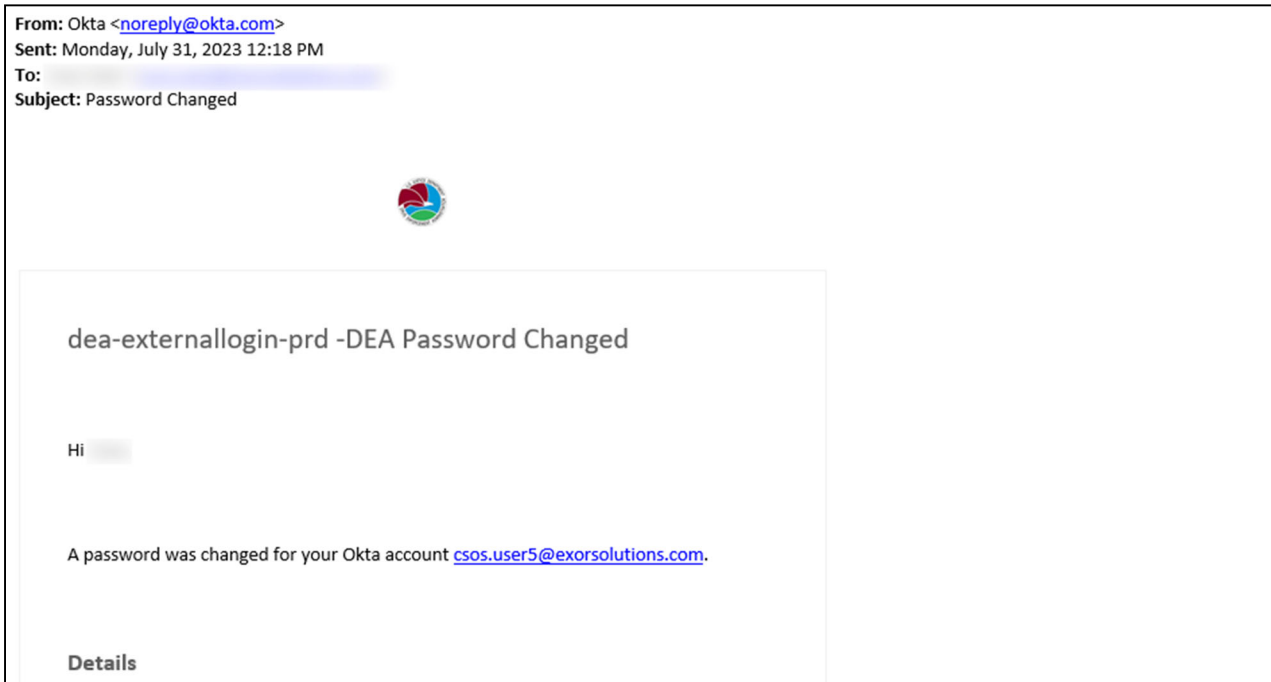 From: Okta <noreply@okta.com>
Sent: Monday, July 31, 2023 12:18 PM
To:
Subject: Password Changed
dea-externallogin-prd -DEA Password Changed
Hi
A password was changed for your Okta account csos.user5@exorsolutions.com.
Details